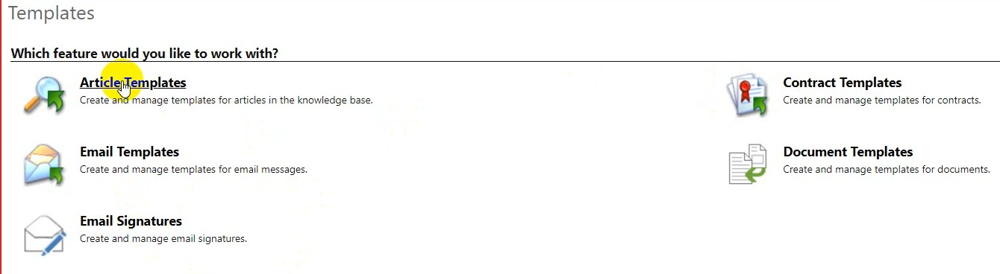 Templates
Which feature would you like to work with?
Article Templates
Create and manage templates for articles in the knowledge base.
Contract Templates
Create and manage templates for contracts.
Email Templates
Create and manage templates for email messages.
Document Templates
Create and manage templates for documents.
Email Signatures
Create and manage email signatures.